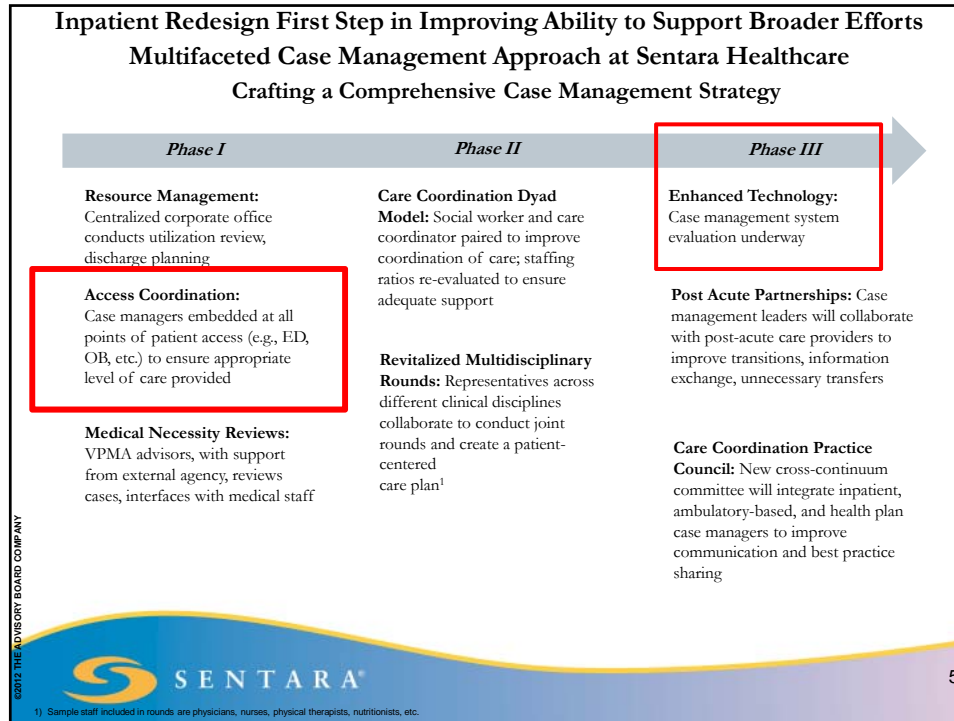 Inpatient Redesign First Step in Improving Ability to Support Broader Efforts
Multifaceted Case Management Approach at Sentara Healthcare
Crafting a Comprehensive Case Management Strategy
Phase I
Phase II
Phase III
Resource Management:
Centralized corporate office
conducts utilization review,
discharge planning
Access Coordination:
Case managers embedded at all
points of patient access (e.g., ED,
OB, etc.) to ensure appropriate
level of care provided
Medical Necessity Reviews:
VPMA advisors, with support
from external agency, reviews
cases, interfaces with medical staff
Care Coordination Dyad
Model: Social worker and care
coordinator paired to improve
coordination of care; staffing
ratios re-evaluated to ensure
adequate support
Revitalized Multidisciplinary
Rounds: Representatives across
different clinical disciplines
collaborate to conduct joint
rounds and create a patient-
centered
care plan¹
Enhanced Technology:
Case management system
evaluation underway
Post Acute Partnerships: Case
management leaders will collaborate
with post-acute care providers to
improve transitions, information
exchange, unnecessary transfers
Care Coordination Practice
Council: New cross-continuum
committee will integrate inpatient,
ambulatory-based, and health plan
case managers to improve
communication and best practice
sharing
©2012 THE ADVISORY BOARD COMPANY
SENTARA®
5
1) Sample staff included in rounds are physicians, nurses, physical therapists, nutritionists, etc.